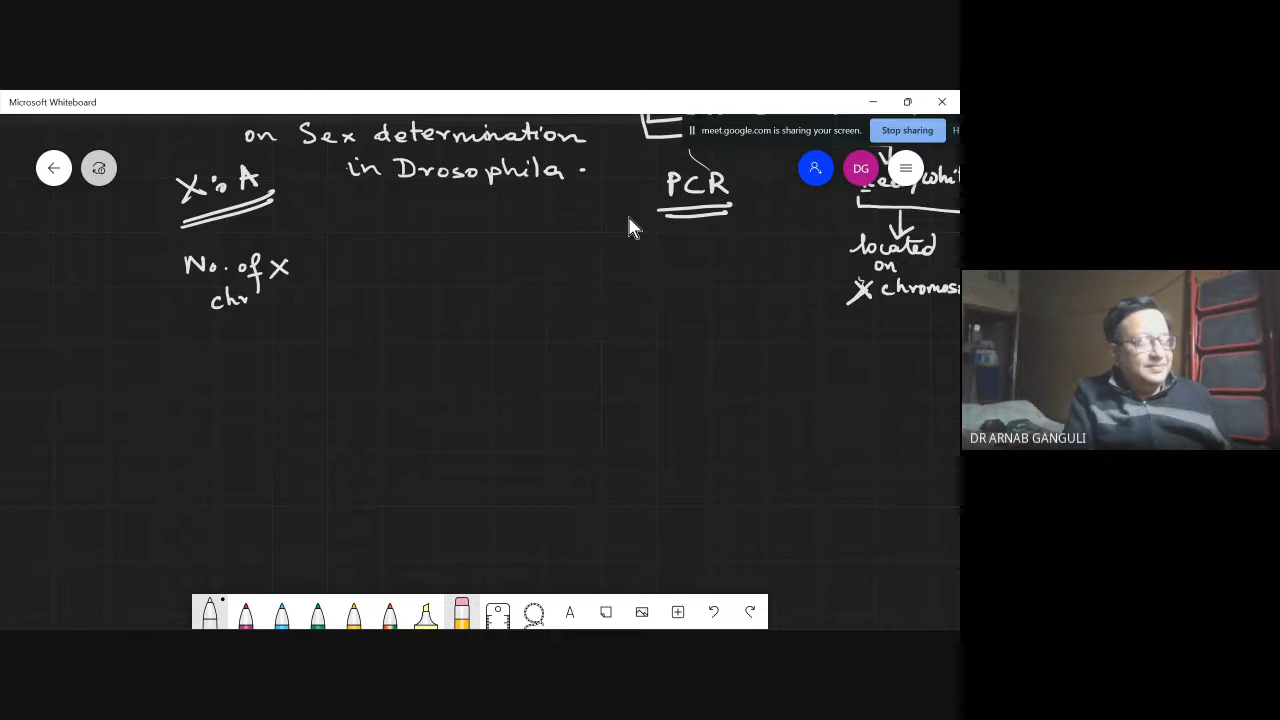 Microsoft Whiteboard
meet.google.com is sharing your screen.
Stop sharing
H
on Sex determination
in Drosophila.
X:A
PCR
DG
located
on
X chromoso
No. of X
chr
DR ARNAB GANGULI
A